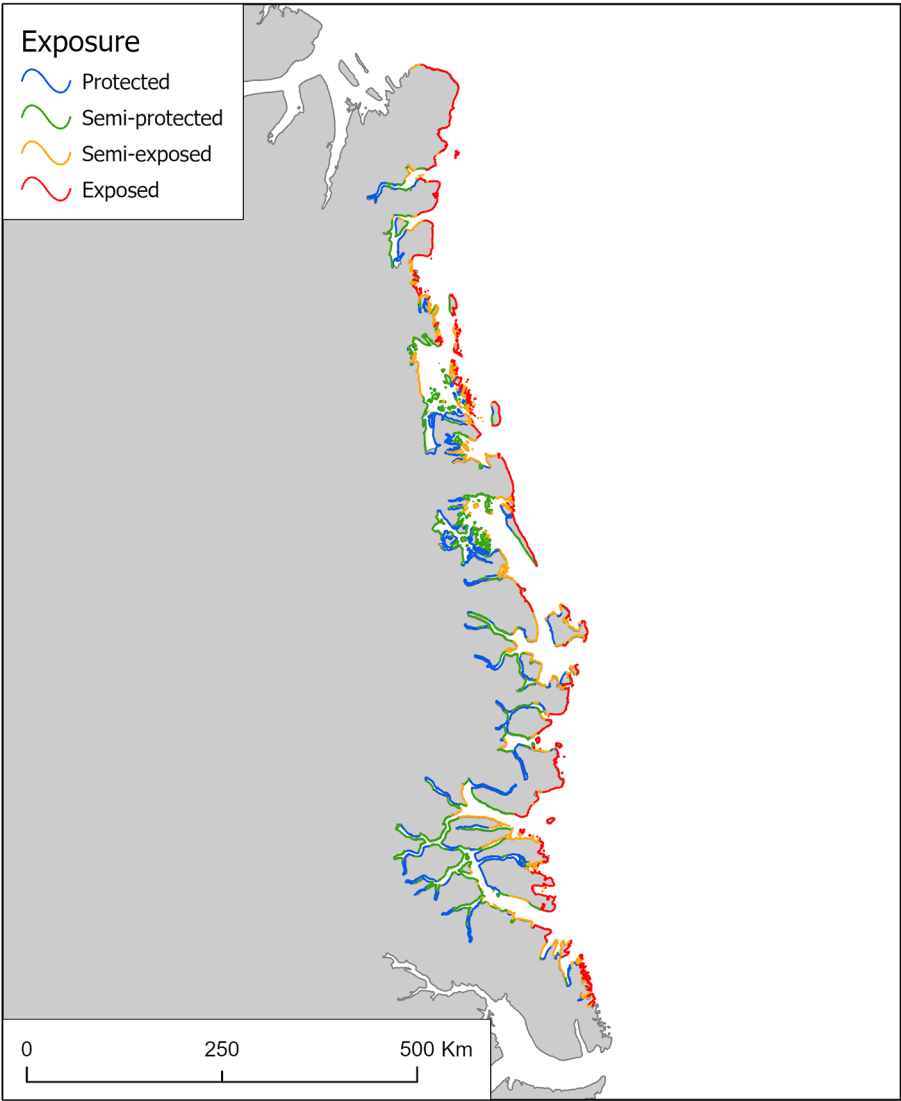 Exposure
Protected
Semi-protected
Semi-exposed
Exposed
0 250 500 Km